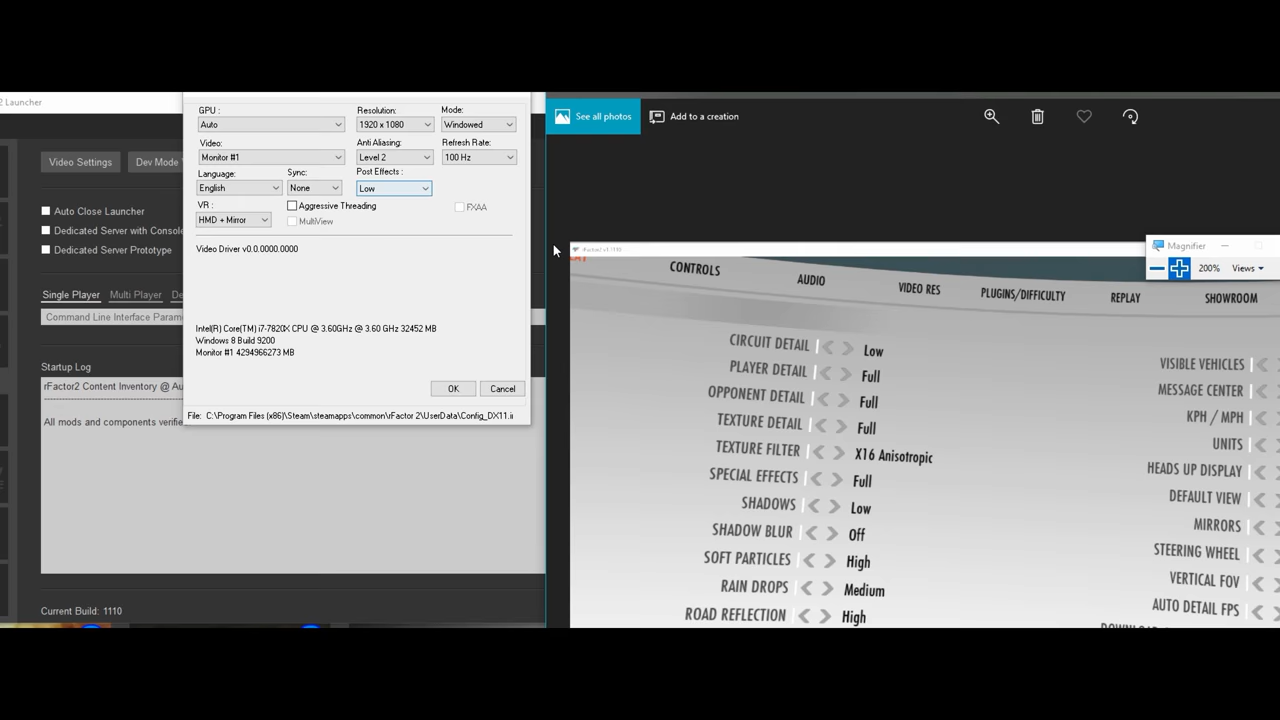 2 Launcher
Video Settings
Dev Mode
Auto Close Launcher
Dedicated Server with Console
Dedicated Server Prototype
Single Player
Multi Player
De
Command Line Interface Param
Startup Log
rFactor2 Content Inventory @ Au
All mods and components verifie
Current Build: 1110
GPU :
Resolution:
Mode:
Auto
1920 x 1080
Windowed
Video:
Anti Aliasing:
Refresh Rate:
Monitor #1
Level 2
100 Hz
Language:
Sync:
Post Effects :
English
None
Low
VR :
Aggressive Threading
FXAA
HMD + Mirror
MultiView
Video Driver v0.0.0000.0000
Intel(R) Core(TM) i7-7820X CPU @ 3.60GHz @ 3.60 GHz 32452 MB
Windows 8 Build 9200
Monitor #1 4294966273 MB
OK
Cancel
File: C:\Program Files (x86)\Steam\steamapps\common\rFactor 2\UserData\Config_DX11.ii
See all photos
Add to a creation
Magnifier
200%
Views
CONTROLS
AUDIO
VIDEO RES
PLUGINS/DIFFICULTY
REPLAY
SHOWROOM
CIRCUIT DETAIL
Low
PLAYER DETAIL
Full
OPPONENT DETAIL
Full
TEXTURE DETAIL
Full
TEXTURE FILTER
X16 Anisotropic
SPECIAL EFFECTS
Full
SHADOWS
Low
SHADOW BLUR
Off
SOFT PARTICLES
High
RAIN DROPS
Medium
ROAD REFLECTION
High
VISIBLE VEHICLES
MESSAGE CENTER
KPH / MPH
UNITS
HEADS UP DISPLAY
DEFAULT VIEW
MIRRORS
STEERING WHEEL
VERTICAL FOV
AUTO DETAIL FPS